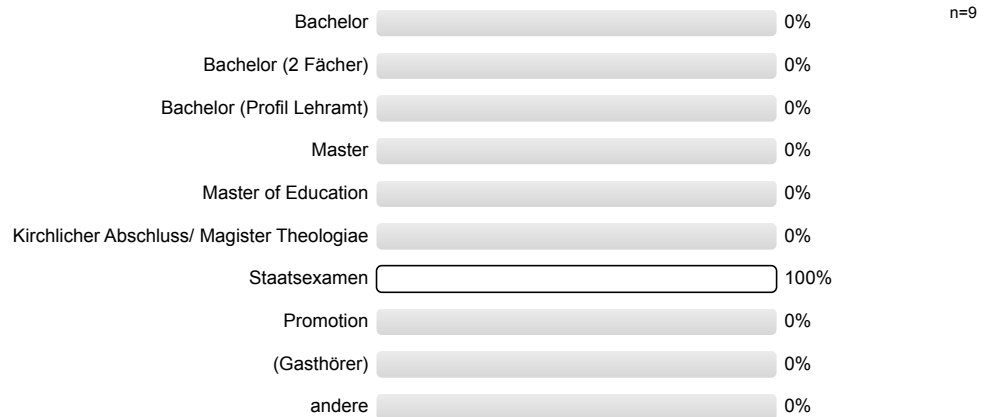 n=9
Bachelor 0%
Bachelor (2 Fächer) 0%
Bachelor (Profil Lehramt) 0%
Master 0%
Master of Education 0%
Kirchlicher Abschluss/ Magister Theologiae 0%
Staatsexamen 100%
Promotion 0%
(Gasthörer) 0%
andere 0%